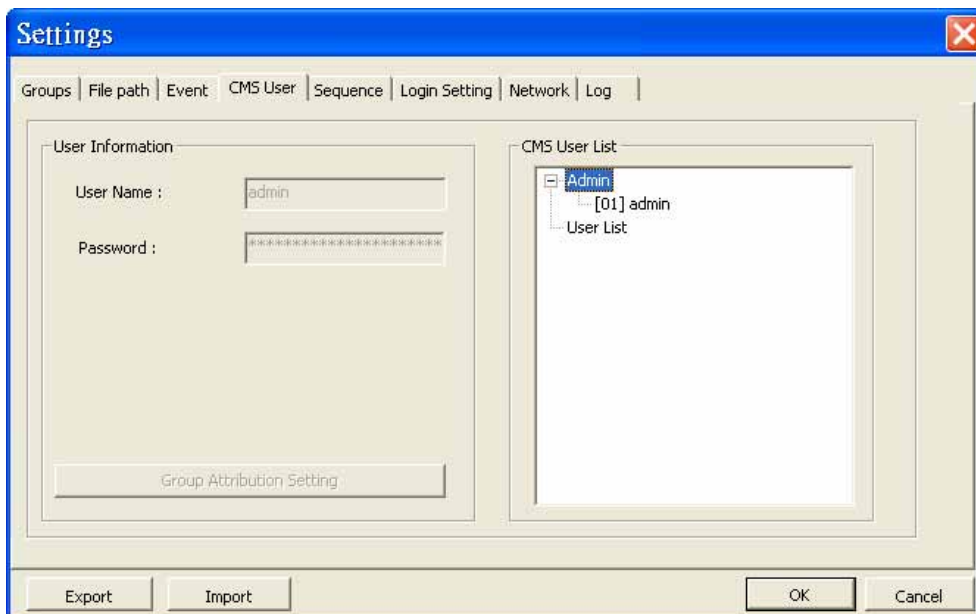 Settings
Groups File path Event CMS User Sequence Login Setting Network Log
User Information
User Name :
admin
Password :
***********************
Group Attribution Setting
CMS User List
Admin
[01] admin
User List
Export Import OK Cancel